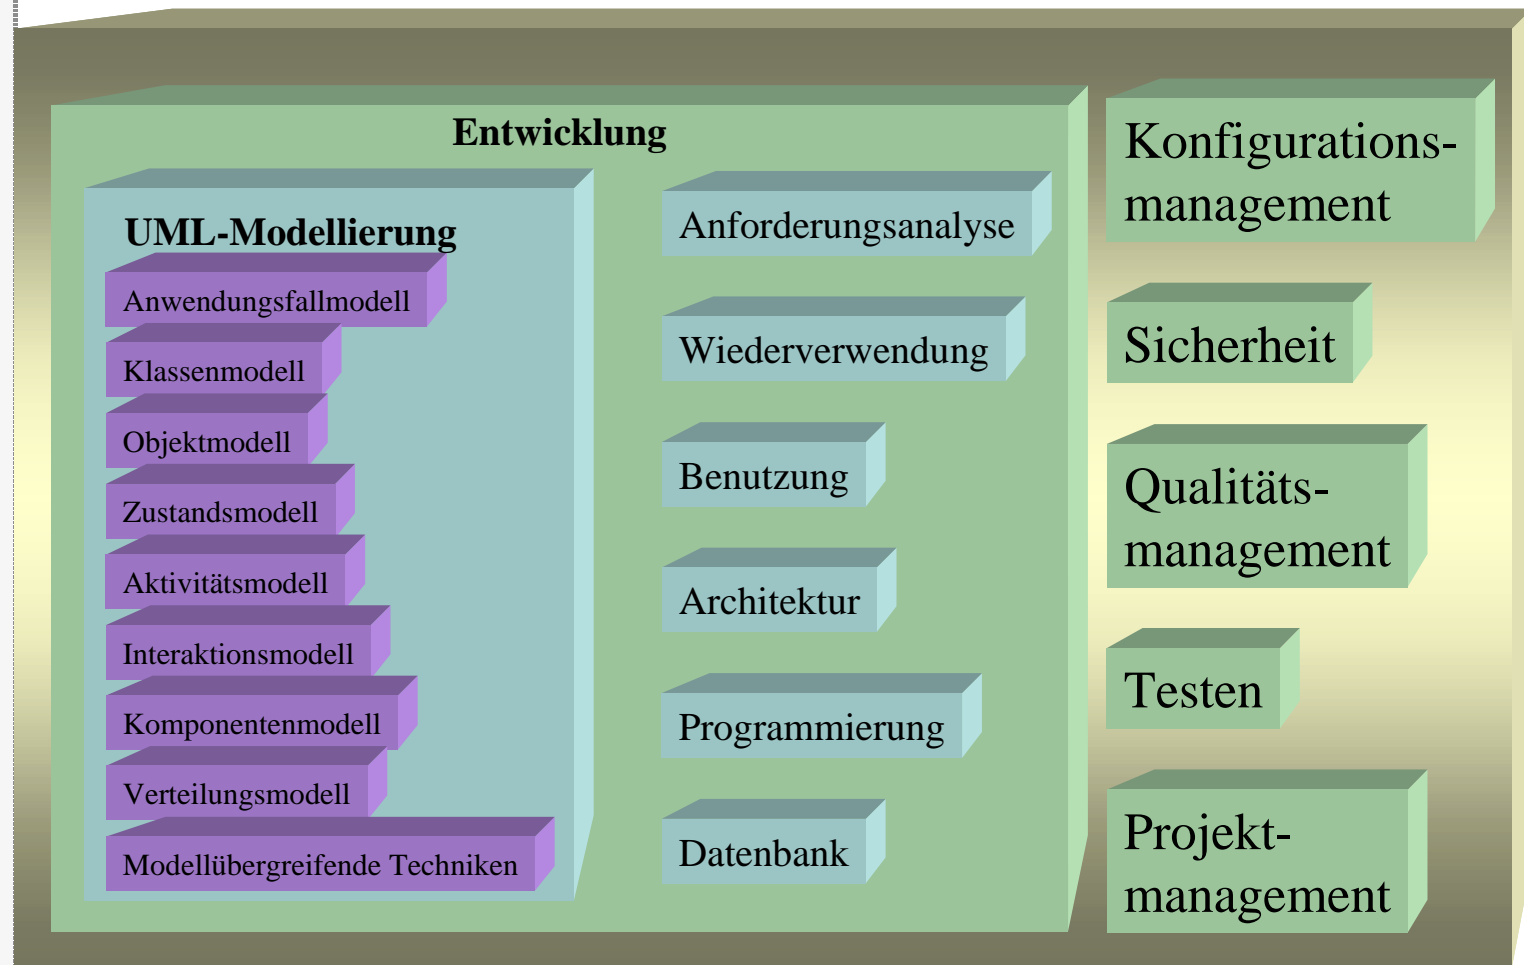 Entwicklung
UML-Modellierung
Anwendungsfallmodell
Klassenmodell
Objektmodell
Zustandsmodell
Aktivitätsmodell
Interaktionsmodell
Komponentenmodell
Verteilungsmodell
Modellübergreifende Techniken
Anforderungsanalyse
Wiederverwendung
Benutzung
Architektur
Programmierung
Datenbank
Konfigurations-
management
Sicherheit
Qualitäts-
management
Testen
Projekt-
management